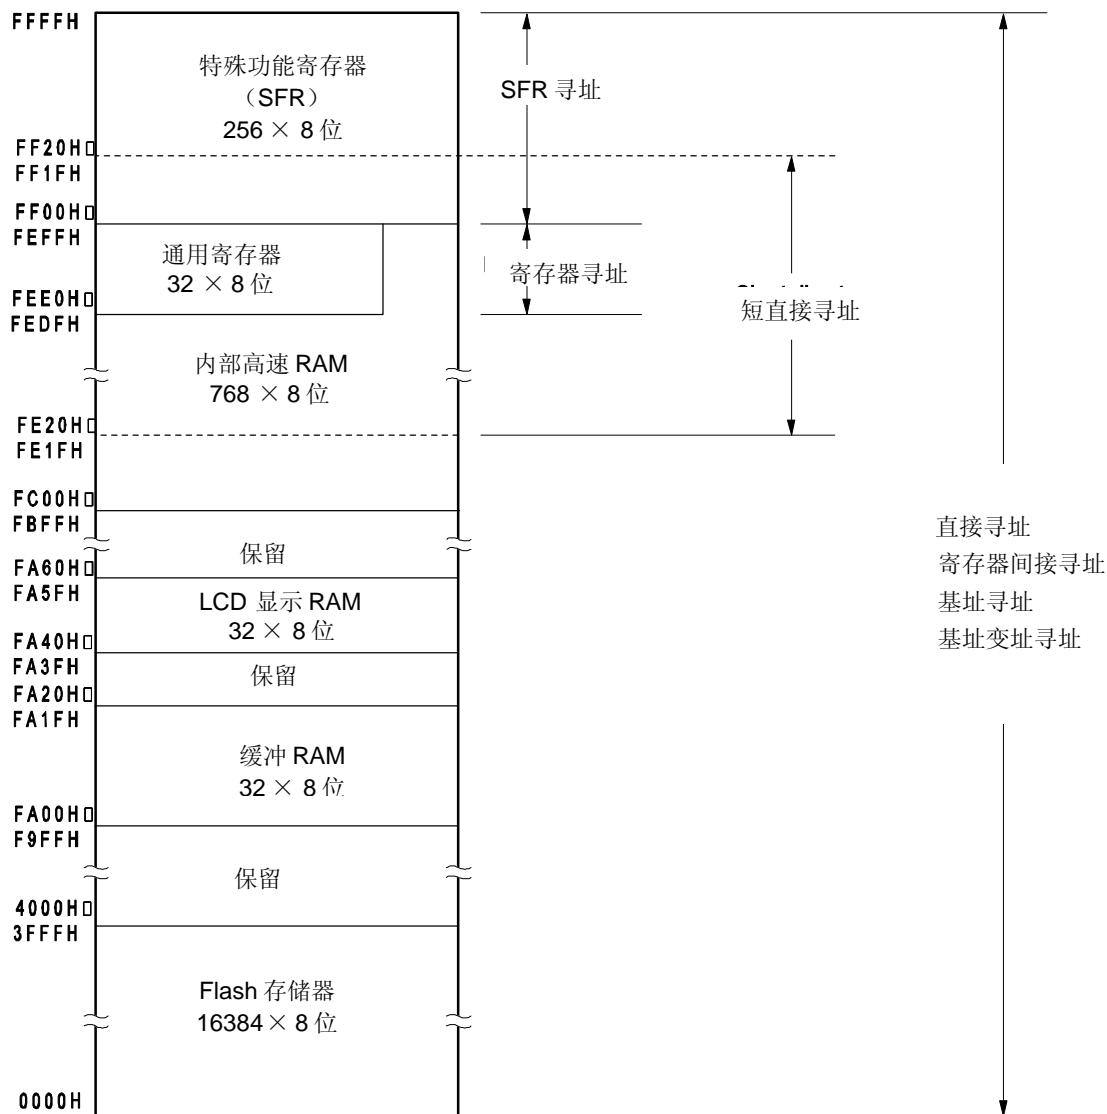 FFFFH
特殊功能寄存器
（SFR）
256 × 8 位
SFR 寻址
FF20H
FF1FH
FF00H
FEFFH
通用寄存器
32 × 8 位
寄存器寻址
FEE0H
FEDFH
短直接寻址
内部高速 RAM
768 × 8 位
FE20H
FE1FH
FC00H
FBFFH
保留
FA60H
FA5FH
LCD 显示 RAM
32 × 8 位
FA40H
FA3FH
保留
FA20H
FA1FH
缓冲 RAM
32 × 8 位
FA00H
F9FFH
保留
4000H
3FFFH
Flash 存储器
16384 × 8 位
0000H
直接寻址
寄存器间接寻址
基址寻址
基址变址寻址